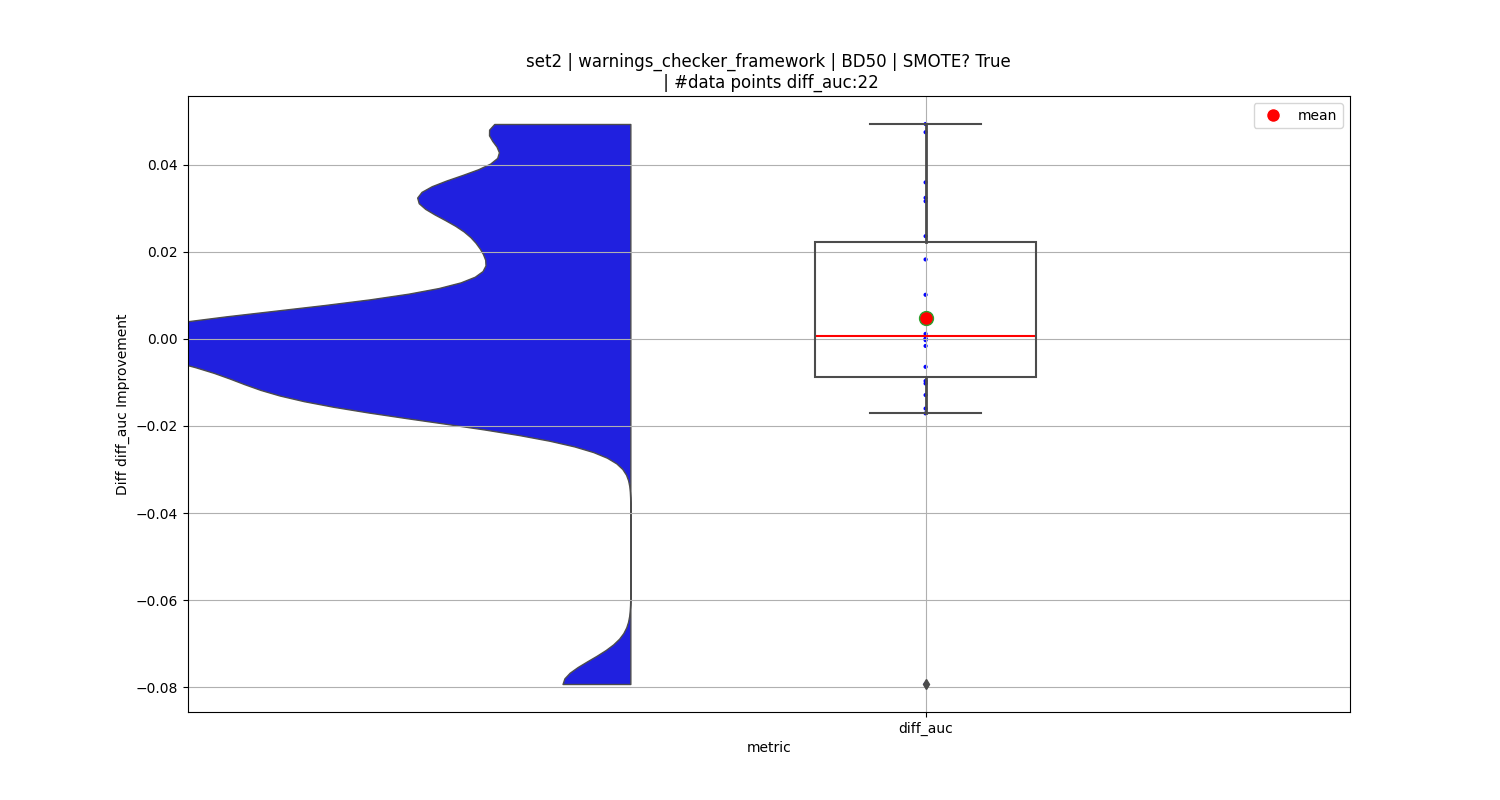 set2 | warnings_checker_framework | BD50 | SMOTE? True
| #data points diff_auc:22
mean
0.04
0.02
0.00
−0.02
−0.04
−0.06
−0.08
Diff diff_auc Improvement
diff_auc
metric